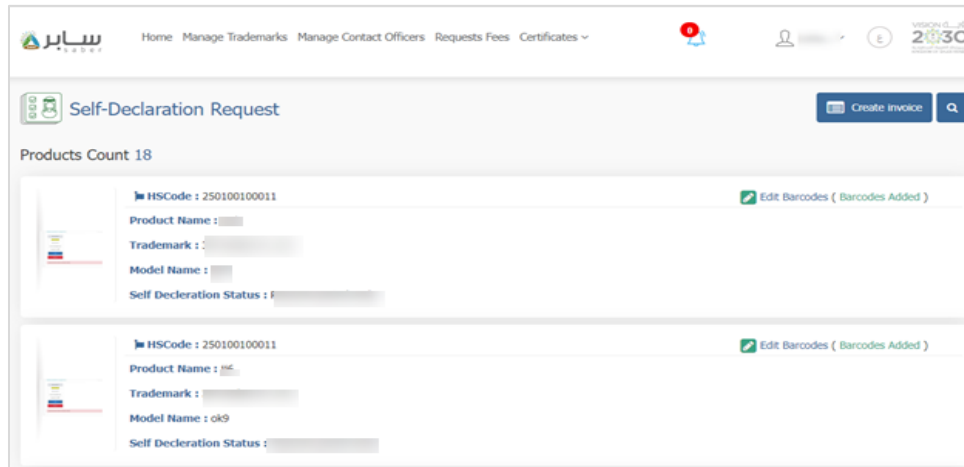 سابر
saber
Home Manage Trademarks Manage Contact Officers Requests Fees Certificates
0
ع
VISION رؤيـــة
2030
Self-Declaration Request
Create invoice
Products Count 18
HSCode : 250100100011
Edit Barcodes ( Barcodes Added )
Product Name :
Trademark :
Model Name :
Self Decleration Status :
HSCode : 250100100011
Edit Barcodes ( Barcodes Added )
Product Name :
Trademark :
Model Name : ok9
Self Decleration Status :